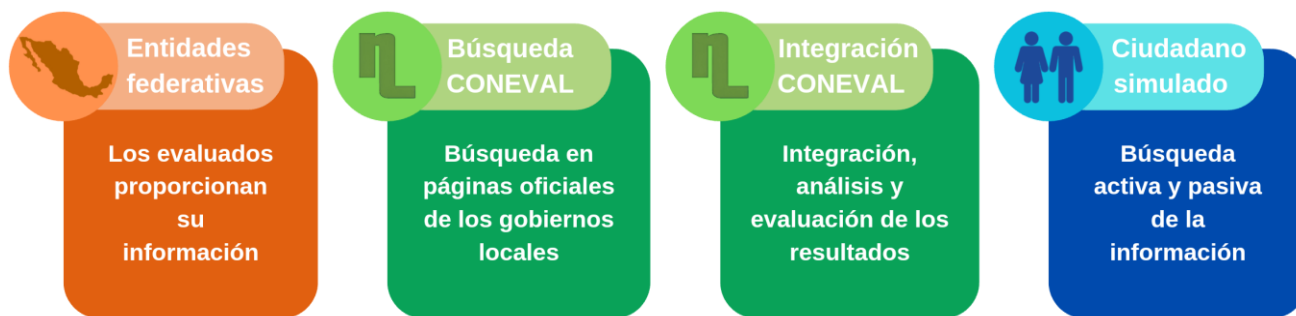 Entidades
federativas
Los evaluados
proporcionan
su
información
Búsqueda
CONEVAL
Búsqueda en
páginas oficiales
de los gobiernos
locales
Integración
CONEVAL
Integración,
análisis y
evaluación de los
resultados
Ciudadano
simulado
Búsqueda
activa y pasiva
de la
información